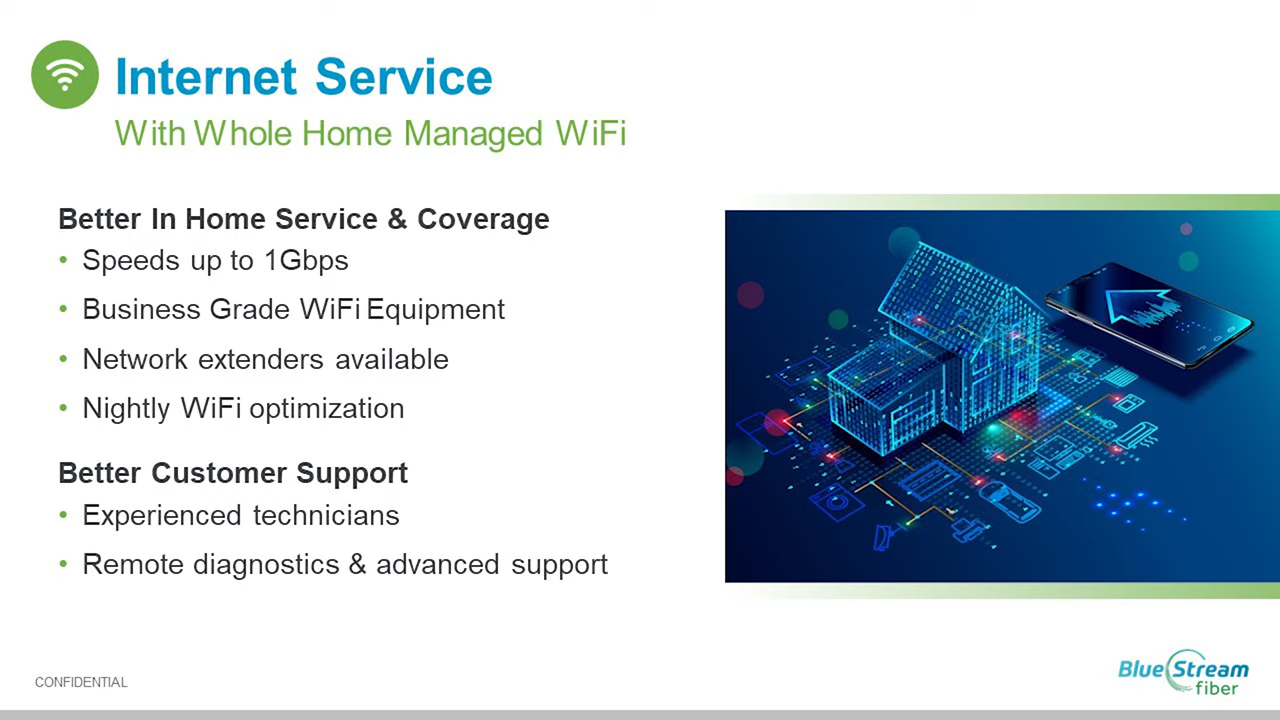 Internet Service
With Whole Home Managed WiFi
Better In Home Service & Coverage
• Speeds up to 1Gbps
• Business Grade WiFi Equipment
• Network extenders available
• Nightly WiFi optimization
Better Customer Support
• Experienced technicians
• Remote diagnostics & advanced support
CONFIDENTIAL
Blue Stream
fiber